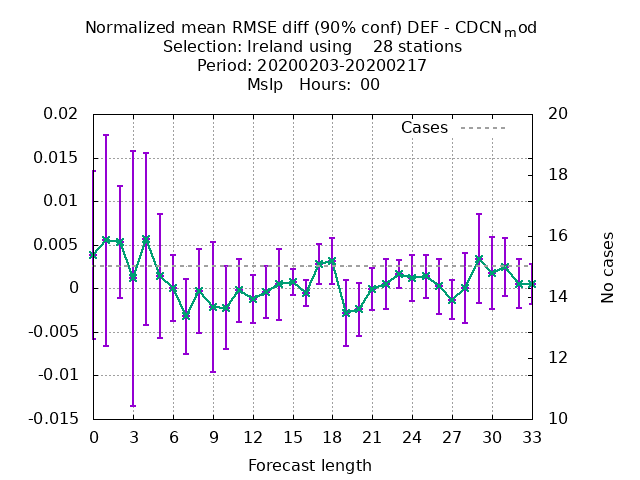 Normalized mean RMSE diff (90% conf) DEF - CDCNmod
Selection: Ireland using    28 stations
Period: 20200203-20200217
Mslp   Hours: 00
0.02
0.015
0.01
0.005
0
-0.005
-0.01
-0.015
Cases
20
18
16
14
12
10
No cases
0 3 6 9 12 15 18 21 24 27 30 33
Forecast length